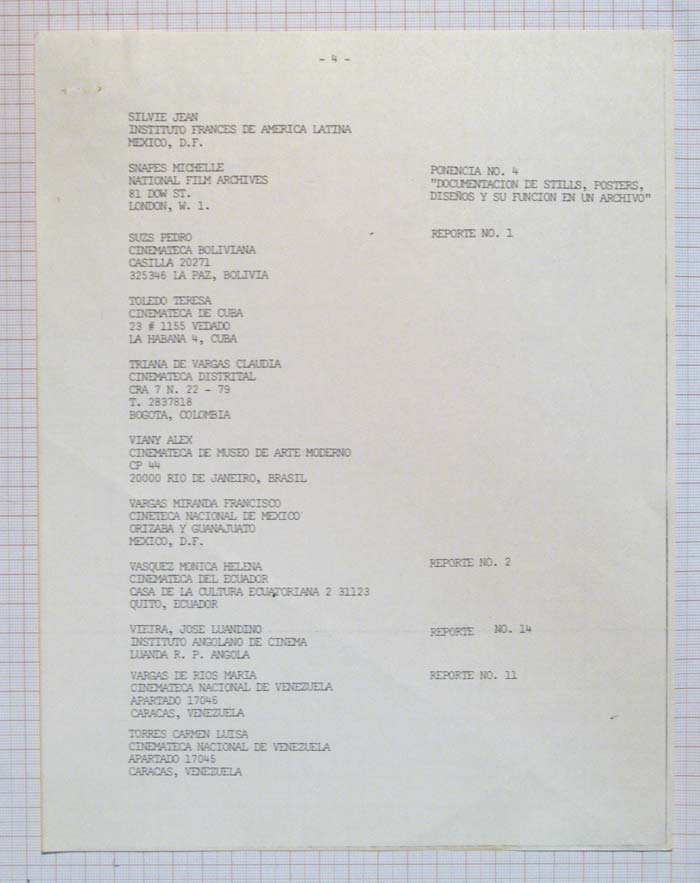 - 4 -
SILVIE JEAN
INSTITUTO FRANCES DE AMERICA LATINA
MEXICO, D.F.
SNAPES MICHELLE
NATIONAL FILM ARCHIVES
81 DOW ST.
LONDON, W. 1.
PONENCIA NO. 4
"DOCUMENTACION DE STILLS, POSTERS,
DISEÑOS Y SU FUNCION EN UN ARCHIVO"
SUZS PEDRO
CINEMATECA BOLIVIANA
CASILLA 20271
325346 LA PAZ, BOLIVIA
REPORTE NO. 1
TOLEDO TERESA
CINEMATECA DE CUBA
23 # 1155 VEDADO
LA HABANA 4, CUBA
TRIANA DE VARGAS CLAUDIA
CINEMATECA DISTRITAL
CRA 7 N. 22 - 79
T. 2837818
BOGOTA, COLOMBIA
VIANY ALEX
CINEMATECA DE MUSEO DE ARTE MODERNO
CP 44
20000 RIO DE JANEIRO, BRASIL
VARGAS MIRANDA FRANCISCO
CINETECA NACIONAL DE MEXICO
ORIZABA Y GUANAJUATO
MEXICO, D.F.
VASQUEZ MONICA HELENA
CINEMATECA DEL ECUADOR
CASA DE LA CULTURA ECUATORIANA 2 31123
QUITO, ECUADOR
REPORTE NO. 2
VIEIRA, JOSE LUANDINO
INSTITUTO ANGOLANO DE CINEMA
LUANDA R. P. ANGOLA
REPORTE NO. 14
VARGAS DE RIOS MARIA
CINEMATECA NACIONAL DE VENEZUELA
APARTADO 17046
CARACAS, VENEZUELA
REPORTE NO. 11
TORRES CARMEN LUISA
CINEMATECA NACIONAL DE VENEZUELA
APARTADO 17045
CARACAS, VENEZUELA